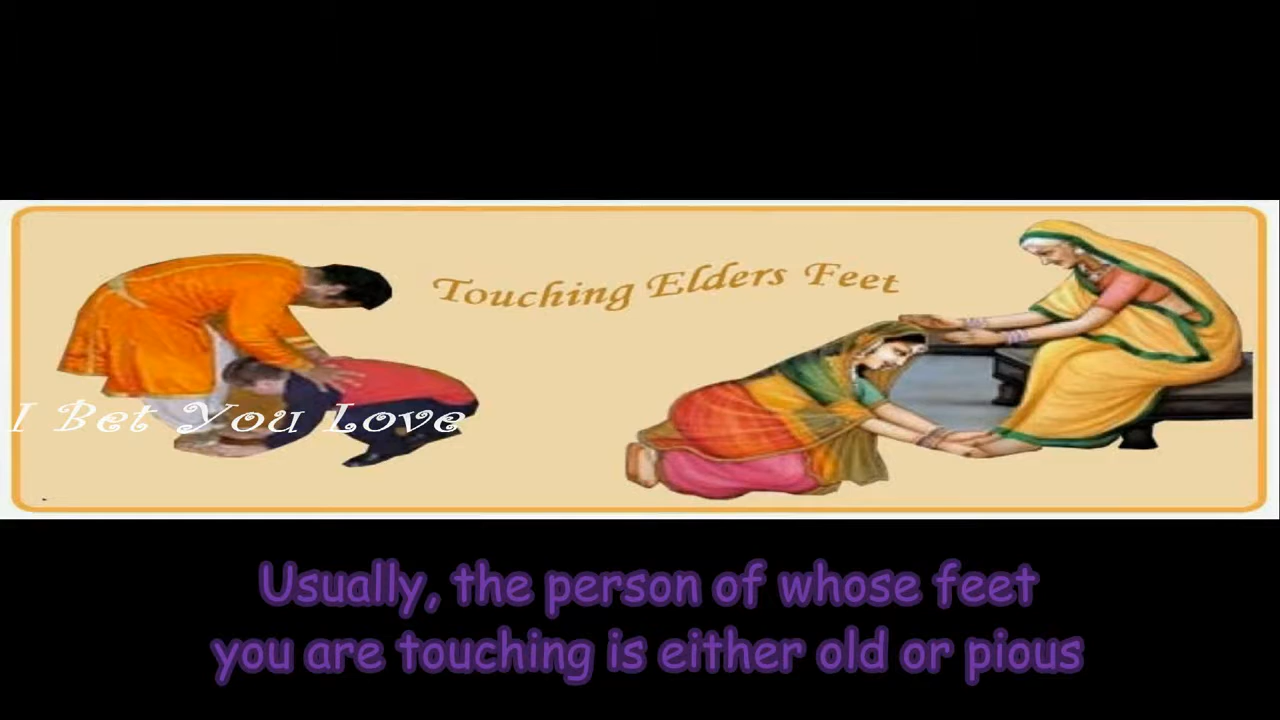 Touching Elders Feet
I Bet You Love
Usually, the person of whose feet
you are touching is either old or pious